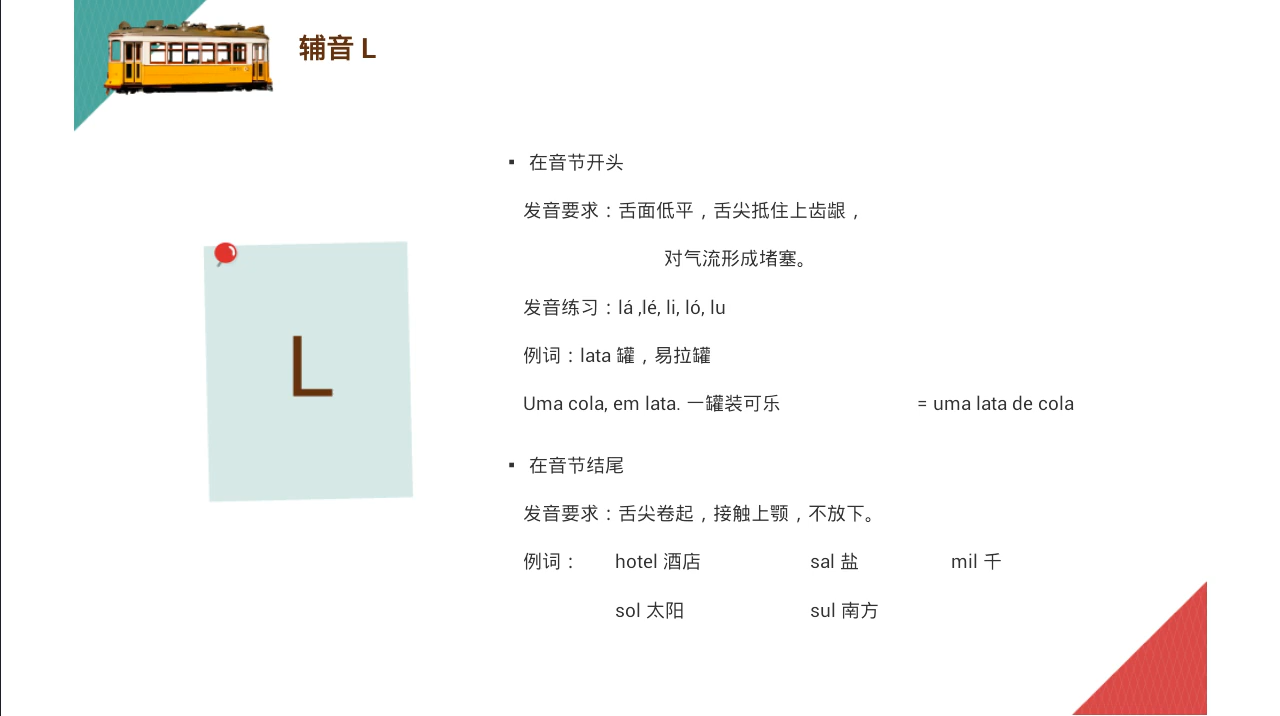 辅音 L
▪ 在音节开头
发音要求：舌面低平，舌尖抵住上齿龈，
对气流形成堵塞。
L
发音练习：lá ,lé, li, ló, lu
例词：lata 罐，易拉罐
Uma cola, em lata. 一罐装可乐 = uma lata de cola
▪ 在音节结尾
发音要求：舌尖卷起，接触上颚，不放下。
例词： hotel 酒店 sal 盐 mil 千
sol 太阳 sul 南方